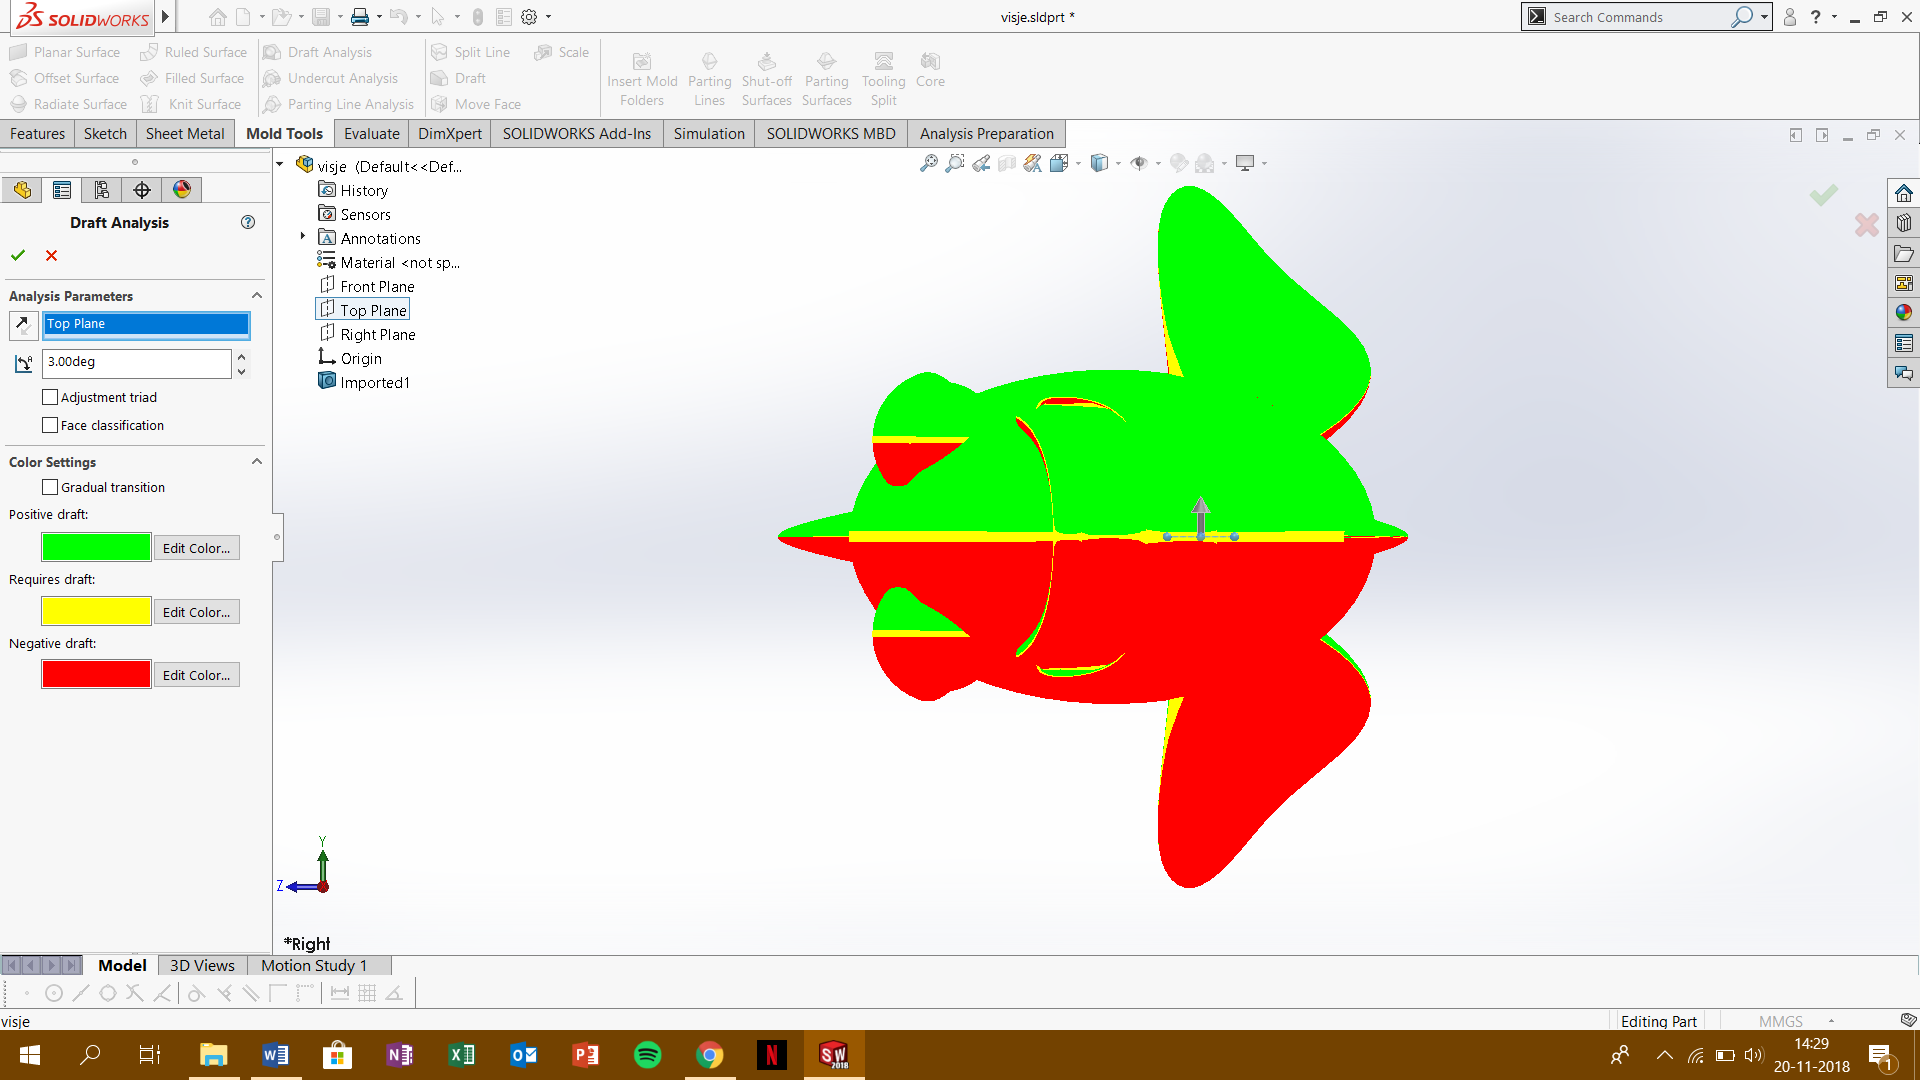 SOLIDWORKS
visje.sldprt *
Search Commands
?
Planar Surface
Ruled Surface
Draft Analysis
Split Line
Scale
Offset Surface
Filled Surface
Undercut Analysis
Draft
Radiate Surface
Knit Surface
Parting Line Analysis
Move Face
Insert Mold Folders
Parting Lines
Shut-off Surfaces
Parting Surfaces
Tooling Split
Core
Features
Sketch
Sheet Metal
Mold Tools
Evaluate
DimXpert
SOLIDWORKS Add-Ins
Simulation
SOLIDWORKS MBD
Analysis Preparation
Draft Analysis
?
Analysis Parameters
Top Plane
3.00deg
Adjustment triad
Face classification
Color Settings
Gradual transition
Positive draft:
Edit Color...
Requires draft:
Edit Color...
Negative draft:
Edit Color...
visje (Default<<Def...
History
Sensors
Annotations
Material <not sp...
Front Plane
Top Plane
Right Plane
Origin
Imported1
Y
Z
*Right
Model
3D Views
Motion Study 1
visje
Editing Part
MMGS
SW
2018
14:29
20-11-2018
1